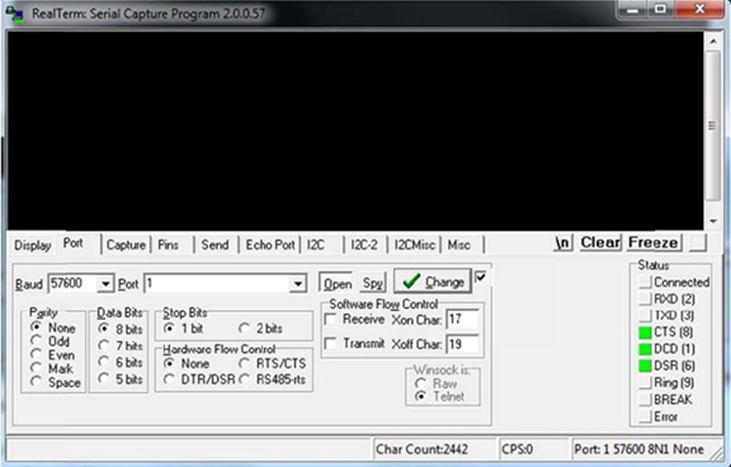 RealTerm: Serial Capture Program 2.0.0.57
Display Port Capture Pins Send Echo Port I2C I2C-2 I2CMisc Misc \n Clear Freeze
Baud 57600 Port 1 Open Spy Change
Parity
None
Odd
Even
Mark
Space
Data Bits
8 bits
7 bits
6 bits
5 bits
Stop Bits
1 bit 2 bits
Hardware Flow Control
None RTS/CTS
DTR/DSR RS485-rts
Software Flow Control
Receive Xon Char: 17
Transmit Xoff Char: 19
Winsock is:
Raw
Telnet
Status
Connected
RXD (2)
TXD (3)
CTS (8)
DCD (1)
DSR (6)
Ring (9)
BREAK
Error
Char Count:2442 CPS:0 Port: 1 57600 8N1 None